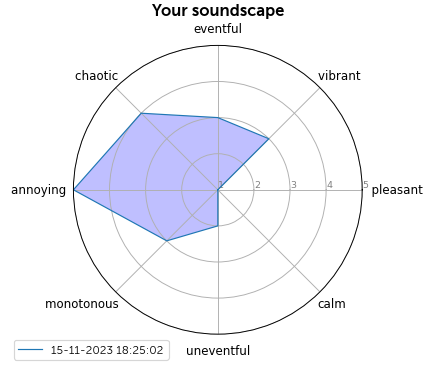 Your soundscape
eventful
chaotic
vibrant
annoying
1 2 3 4 5
pleasant
monotonous
calm
uneventful
15-11-2023 18:25:02